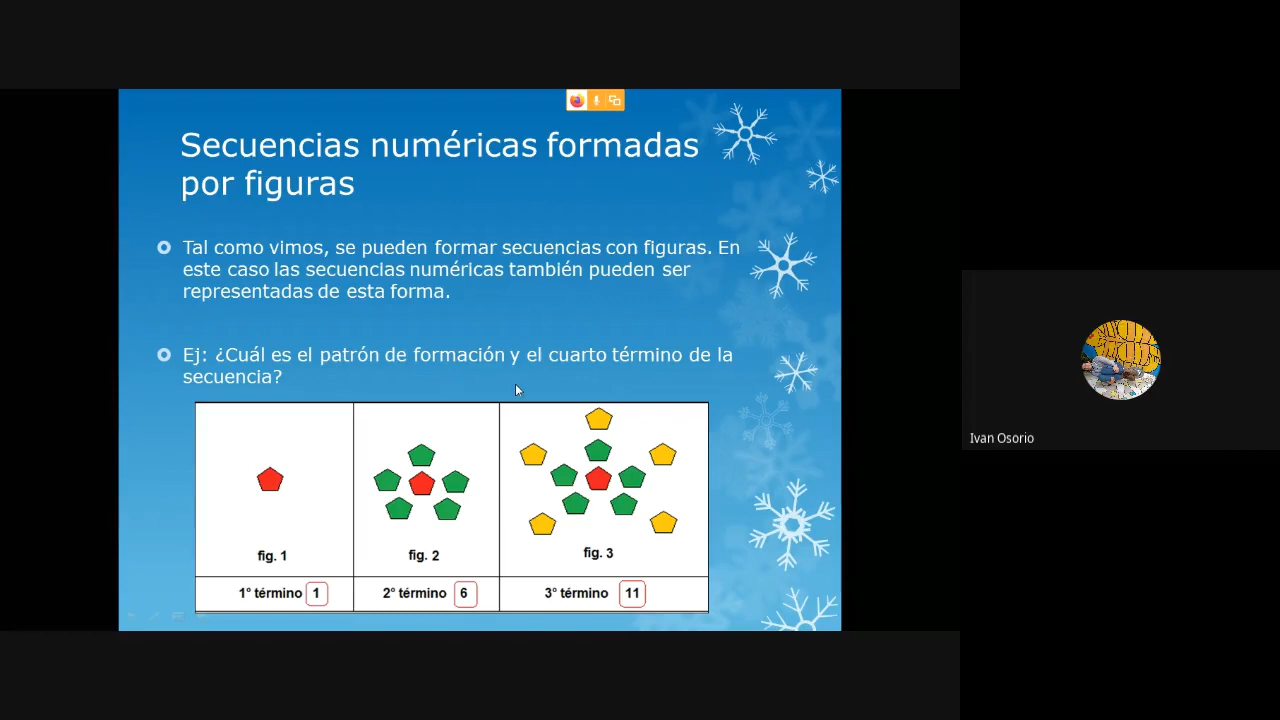 Secuencias numéricas formadas
por figuras
Tal como vimos, se pueden formar secuencias con figuras. En
este caso las secuencias numéricas también pueden ser
representadas de esta forma.
Ej: ¿Cuál es el patrón de formación y el cuarto término de la
secuencia?
fig. 1
fig. 2
fig. 3
1° término 1
2° término 6
3° término 11
Ivan Osorio